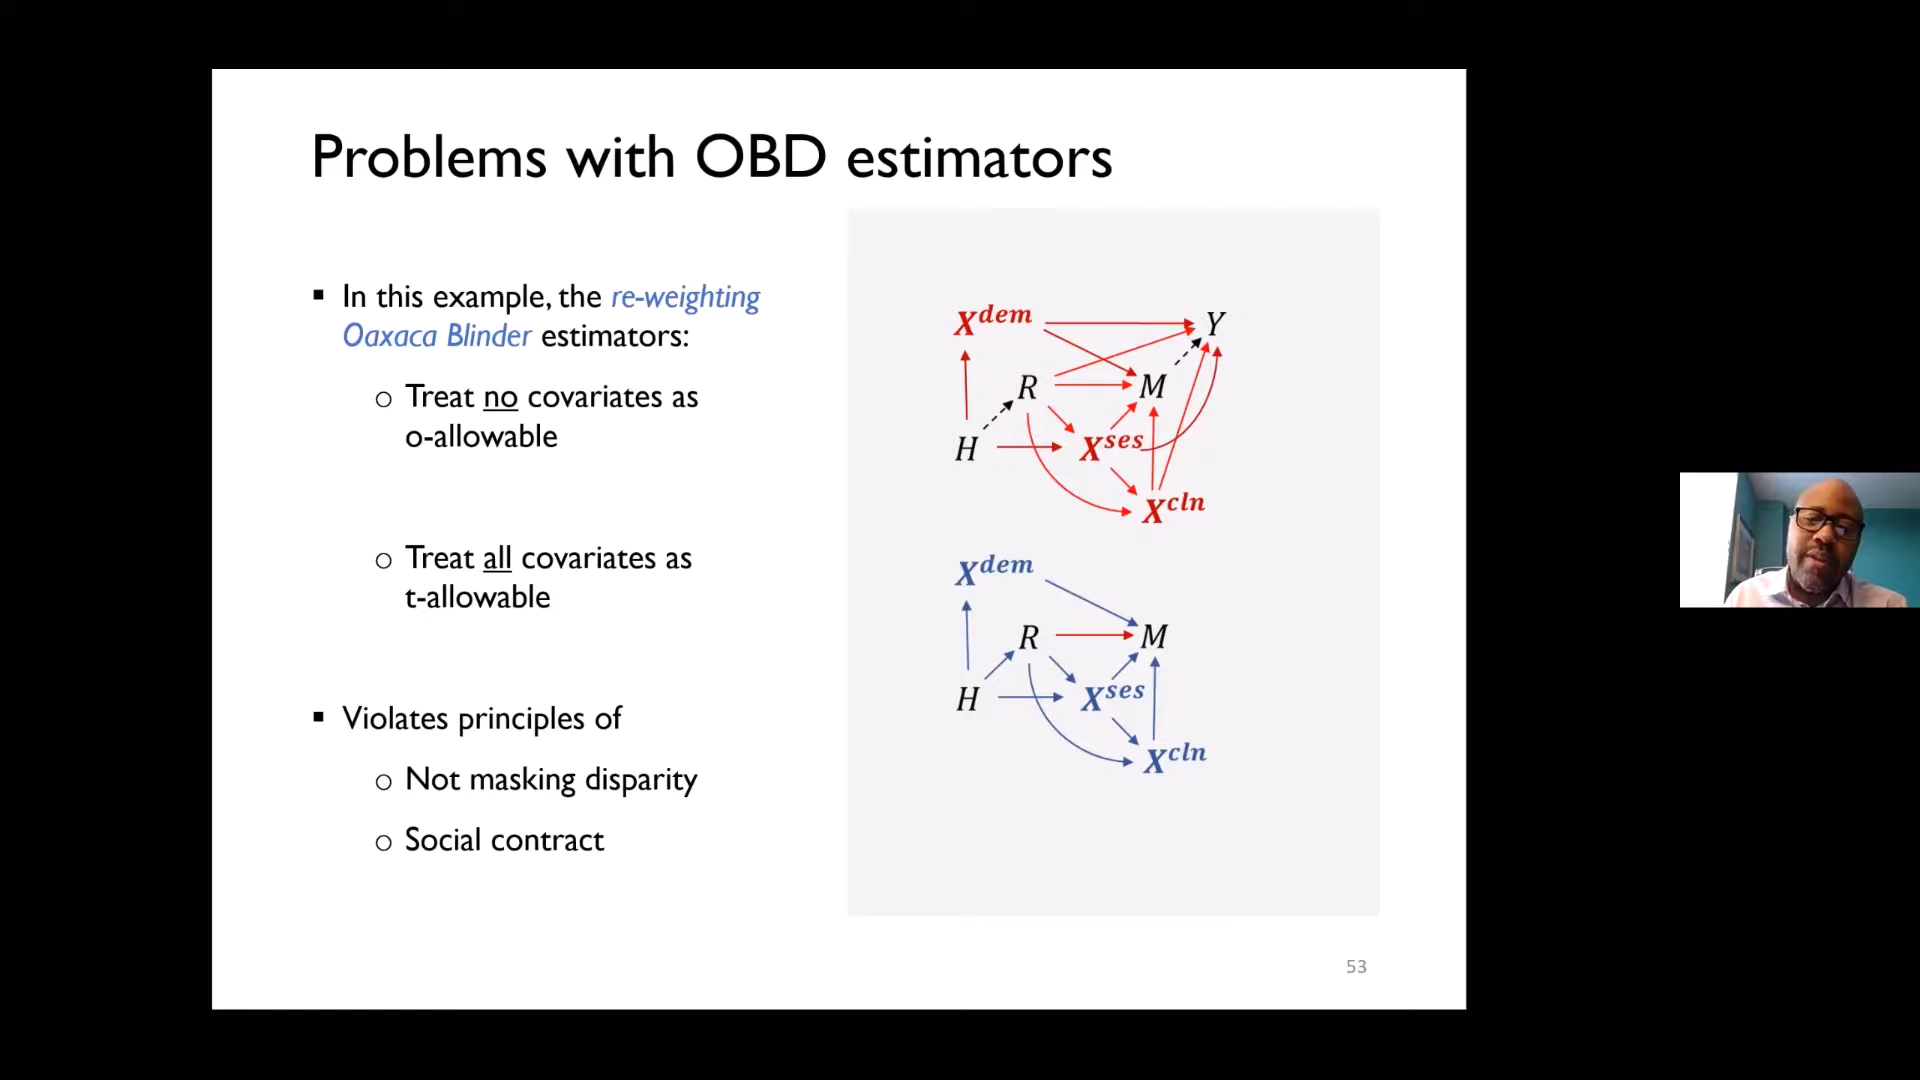 Problems with OBD estimators
▪ In this example, the re-weighting
Oaxaca Blinder estimators:
o Treat no covariates as
o-allowable
o Treat all covariates as
t-allowable
▪ Violates principles of
o Not masking disparity
o Social contract
X^dem Y
R M
H X^ses
X^cln
X^dem
R M
H X^ses
X^cln
53